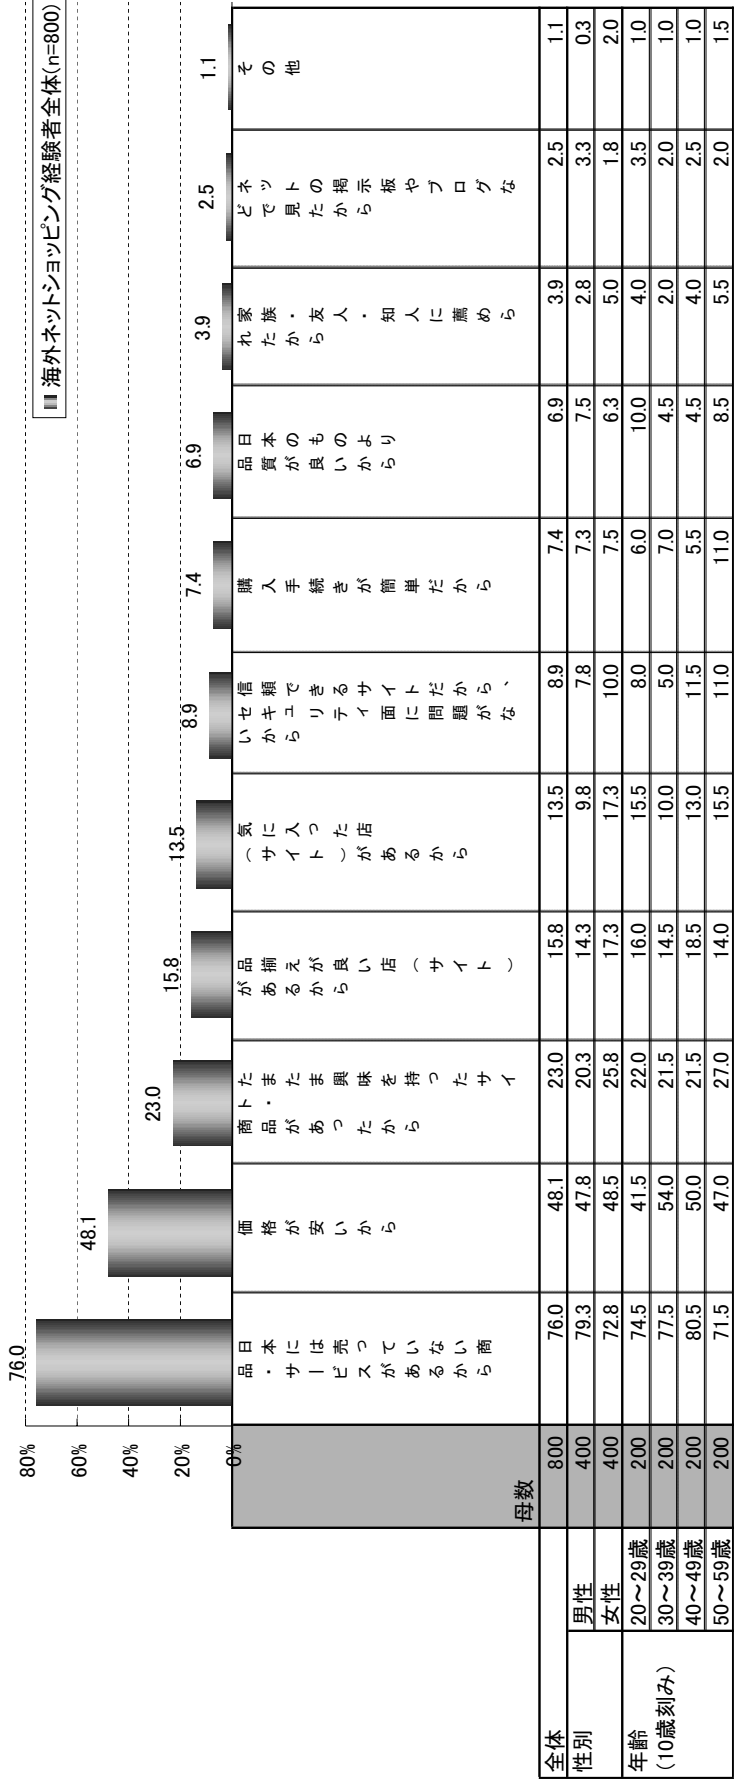 ■ 海外ネットショッピング経験者全体(n=800)
80%
60%
40%
20%
0%
76.0
48.1
23.0
15.8
13.5
8.9
7.4
6.9
3.9
2.5
1.1
母数
日本には売っていない商
品・サービスがあるから
価格が安いから
たまたま興味を持ったサイ
ト・
商品があったから
品揃えが良い店（サイト）
があるから
気に入った店
（サイト）があるから
信頼できるサイトだから、
セキュリティ面に問題がな
いから
購入手続きが簡単だから
日本のものより
品質が良いから
家族・友人・知人に薦めら
れたから
ネットの掲示板やブログな
どで見たから
その他
全体 800 76.0 48.1 23.0 15.8 13.5 8.9 7.4 6.9 3.9 2.5 1.1
性別 男性 400 79.3 47.8 20.3 14.3 9.8 7.8 7.3 7.5 2.8 3.3 0.3
女性 400 72.8 48.5 25.8 17.3 17.3 10.0 7.5 6.3 5.0 1.8 2.0
年齢 20～29歳 200 74.5 41.5 22.0 16.0 15.5 8.0 6.0 10.0 4.0 3.5 1.0
(10歳刻み) 30～39歳 200 77.5 54.0 21.5 14.5 10.0 5.0 7.0 4.5 2.0 2.0 1.0
40～49歳 200 80.5 50.0 21.5 18.5 13.0 11.5 5.5 4.5 4.0 2.5 1.0
50～59歳 200 71.5 47.0 27.0 14.0 15.5 11.0 11.0 8.5 5.5 2.0 1.5